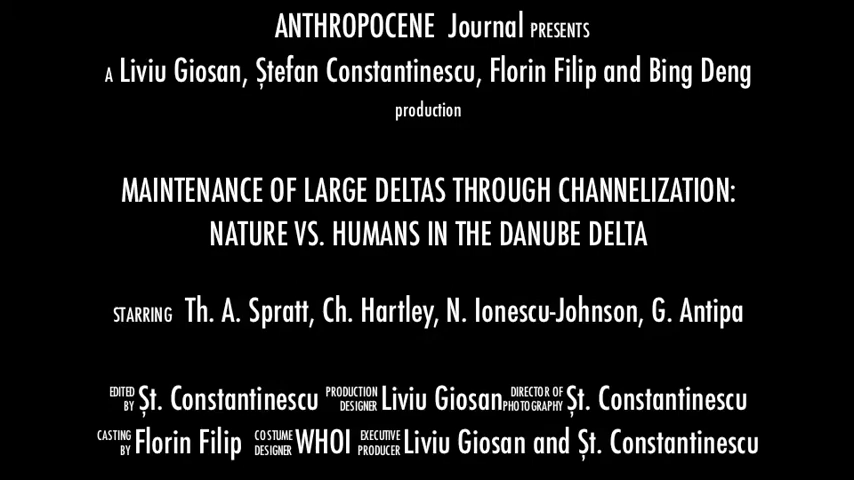 ANTHROPOCENE Journal PRESENTS
A Liviu Giosan, Ștefan Constantinescu, Florin Filip and Bing Deng
production
MAINTENANCE OF LARGE DELTAS THROUGH CHANNELIZATION:
NATURE VS. HUMANS IN THE DANUBE DELTA
STARRING Th. A. Spratt, Ch. Hartley, N. Ionescu-Johnson, G. Antipa
EDITED BY Șt. Constantinescu PRODUCTION DESIGNER Liviu Giosan DIRECTOR OF PHOTOGRAPHY Șt. Constantinescu
CASTING BY Florin Filip COSTUME DESIGNER WHOI EXECUTIVE PRODUCER Liviu Giosan and Șt. Constantinescu